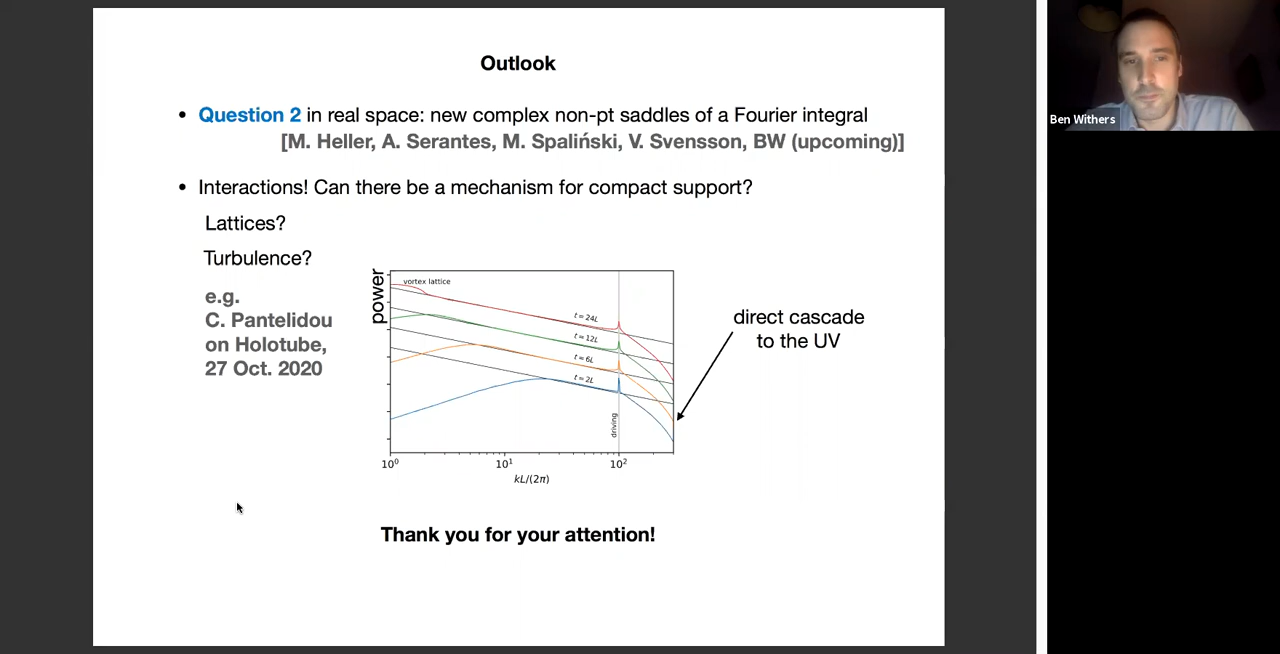 Outlook
• Question 2 in real space: new complex non-pt saddles of a Fourier integral
[M. Heller, A. Serantes, M. Spaliński, V. Svensson, BW (upcoming)]
• Interactions! Can there be a mechanism for compact support?
Lattices?
Turbulence?
e.g.
C. Pantelidou
on Holotube,
27 Oct. 2020
power
vortex lattice
t = 24L
t = 12L
t = 6L
t = 2L
driving
10⁰ 10¹ 10²
kL/(2π)
direct cascade
to the UV
Thank you for your attention!
Ben Withers